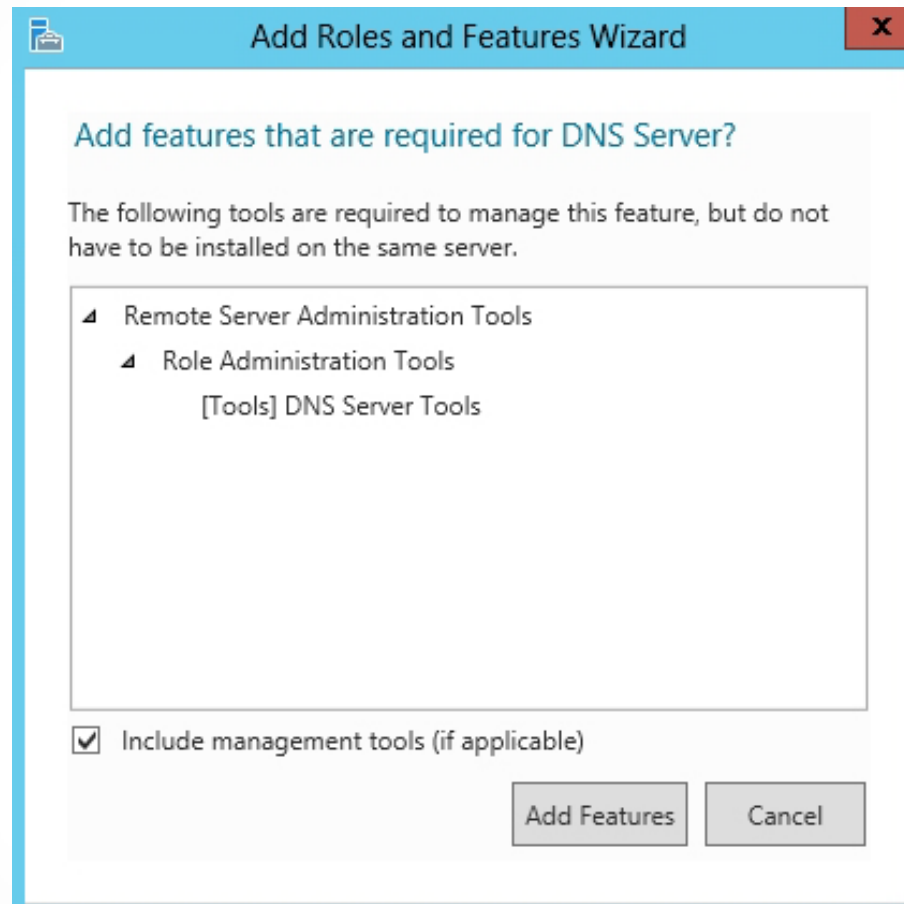 Add Roles and Features Wizard
x
Add features that are required for DNS Server?
The following tools are required to manage this feature, but do not
have to be installed on the same server.
Remote Server Administration Tools
Role Administration Tools
[Tools] DNS Server Tools
Include management tools (if applicable)
Add Features
Cancel